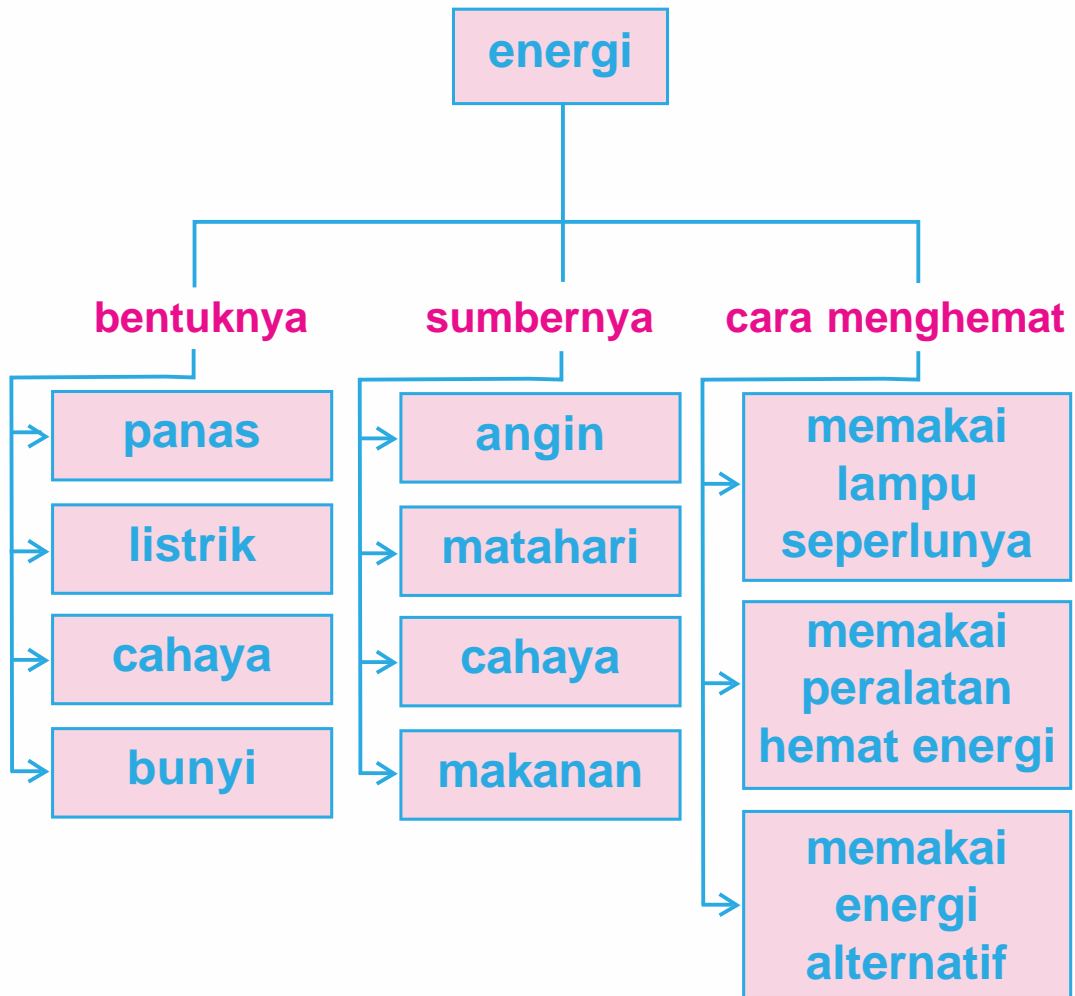 energi
bentuknya
panas
listrik
cahaya
bunyi
sumbernya
angin
matahari
cahaya
makanan
cara menghemat
memakai
lampu
seperlunya
memakai
peralatan
hemat energi
memakai
energi
alternatif